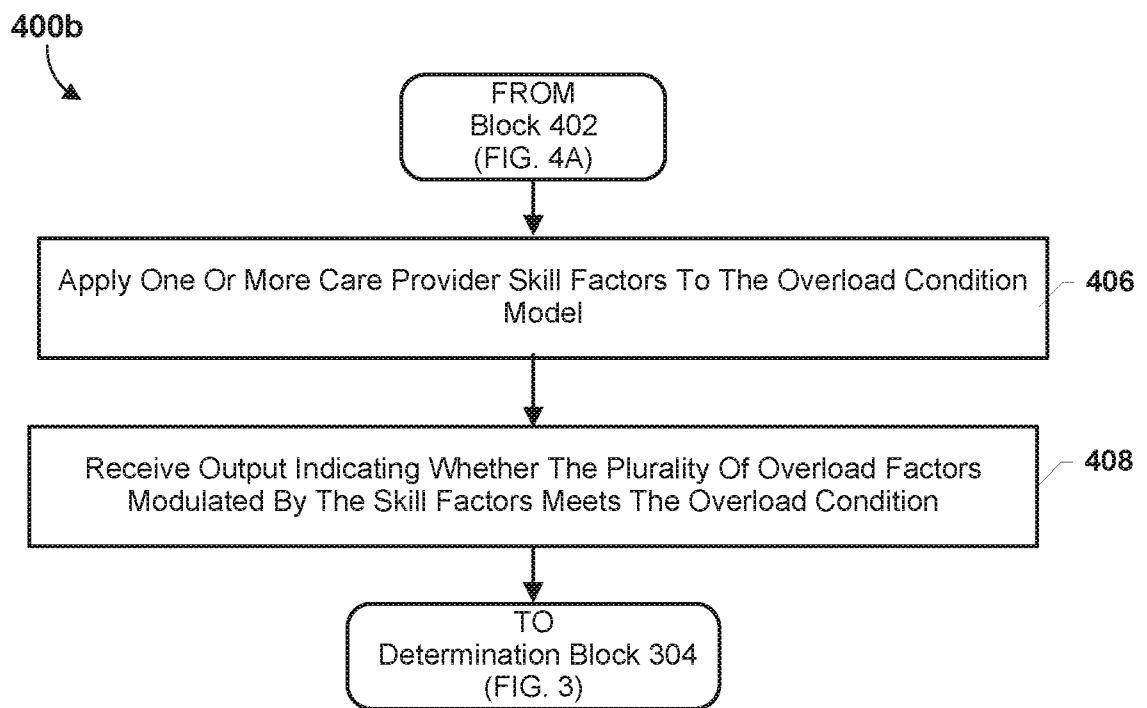 400b
FROM
Block 402
(FIG. 4A)
Apply One Or More Care Provider Skill Factors To The Overload Condition
Model
406
Receive Output Indicating Whether The Plurality Of Overload Factors
Modulated By The Skill Factors Meets The Overload Condition
408
TO
Determination Block 304
(FIG. 3)